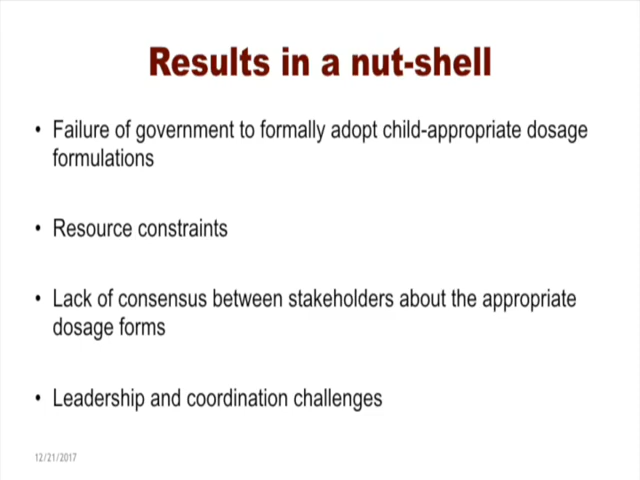 Results in a nut-shell
• Failure of government to formally adopt child-appropriate dosage
formulations
• Resource constraints
• Lack of consensus between stakeholders about the appropriate
dosage forms
• Leadership and coordination challenges
12/21/2017